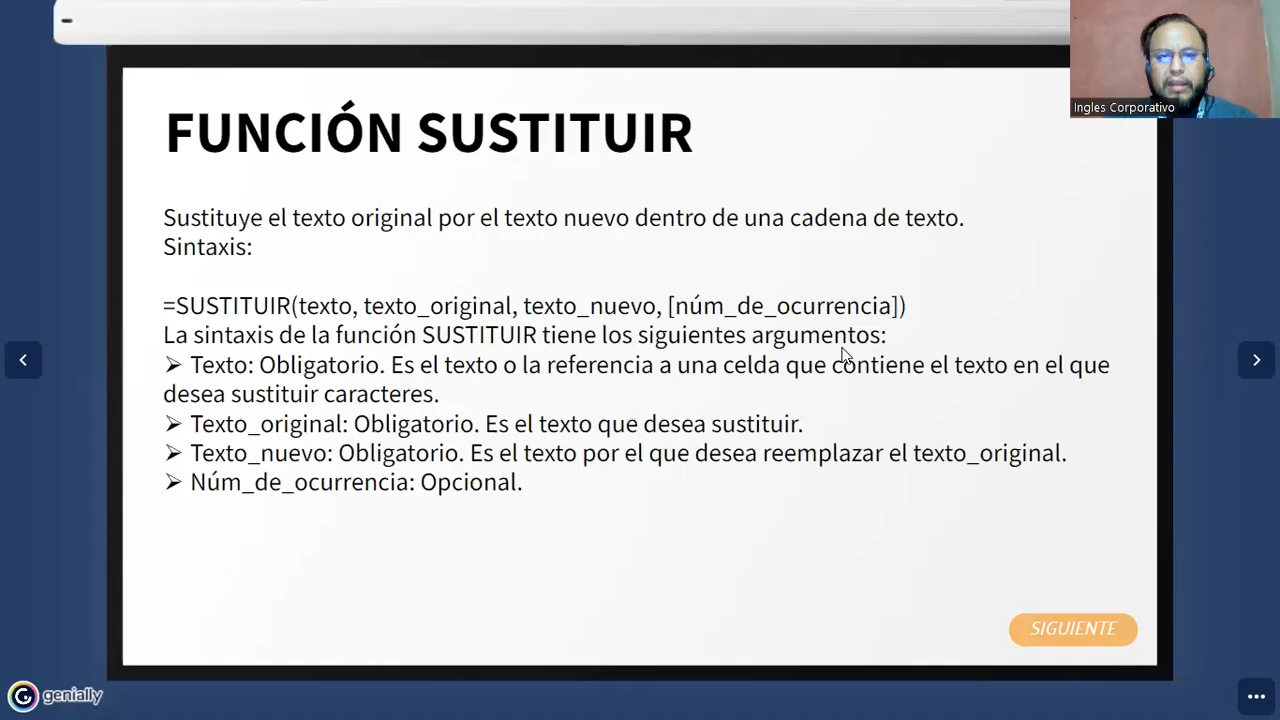 Ingles Corporativo
FUNCIÓN SUSTITUIR
Sustituye el texto original por el texto nuevo dentro de una cadena de texto.
Sintaxis:
=SUSTITUIR(texto, texto_original, texto_nuevo, [núm_de_ocurrencia])
La sintaxis de la función SUSTITUIR tiene los siguientes argumentos:
➢ Texto: Obligatorio. Es el texto o la referencia a una celda que contiene el texto en el que
desea sustituir caracteres.
➢ Texto_original: Obligatorio. Es el texto que desea sustituir.
➢ Texto_nuevo: Obligatorio. Es el texto por el que desea reemplazar el texto_original.
➢ Núm_de_ocurrencia: Opcional.
SIGUIENTE
genially